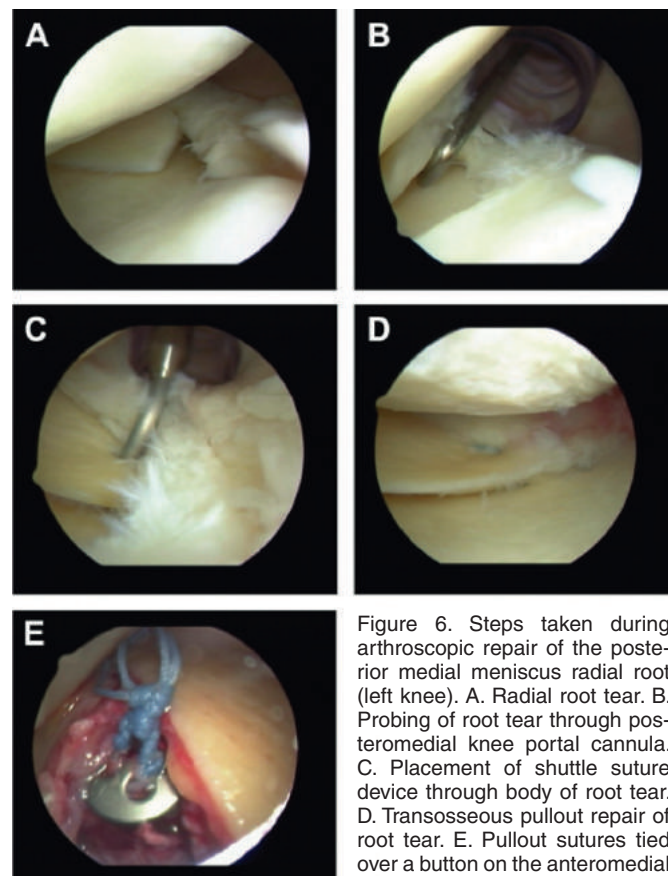 A
B
C
D
E
Figure 6. Steps taken during
arthroscopic repair of the poste-
rior medial meniscus radial root
(left knee). A. Radial root tear. B.
Probing of root tear through pos-
teromedial knee portal cannula.
C. Placement of shuttle suture
device through body of root tear.
D. Transosseous pullout repair of
root tear. E. Pullout sutures tied
over a button on the anteromedial